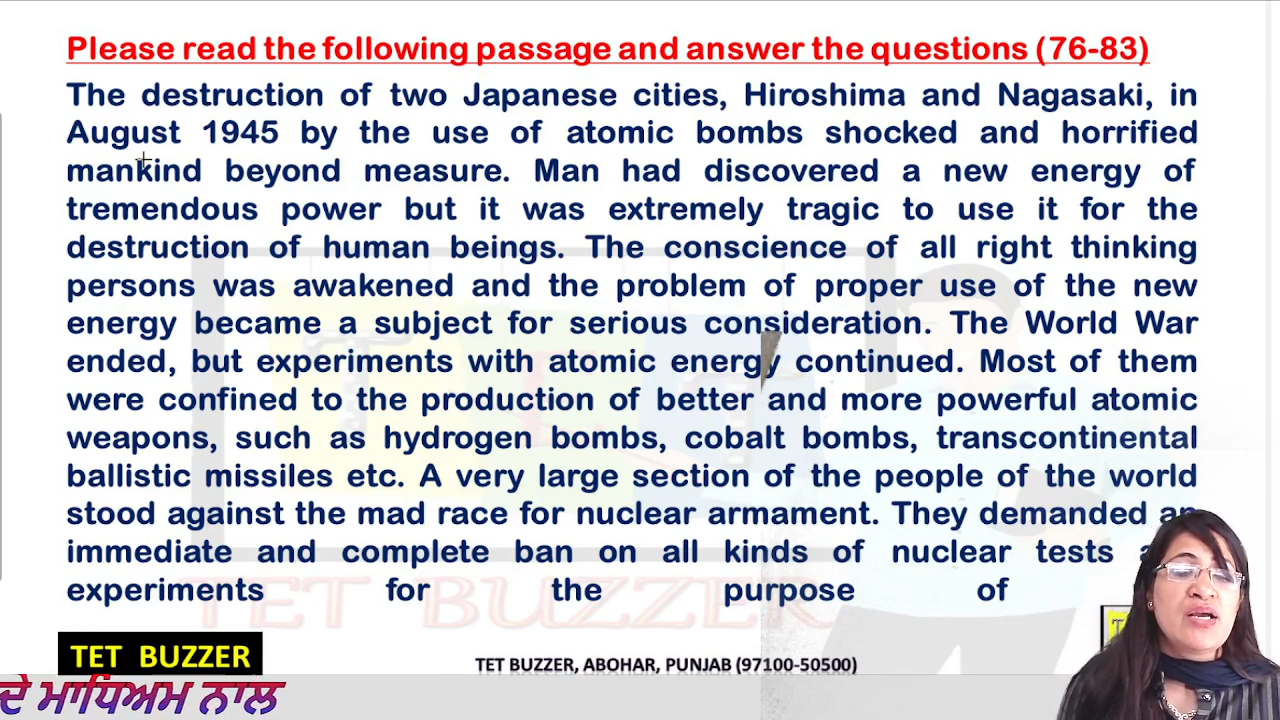 Please read the following passage and answer the questions (76-83)
The destruction of two Japanese cities, Hiroshima and Nagasaki, in
August 1945 by the use of atomic bombs shocked and horrified
mankind beyond measure. Man had discovered a new energy of
tremendous power but it was extremely tragic to use it for the
destruction of human beings. The conscience of all right thinking
persons was awakened and the problem of proper use of the new
energy became a subject for serious consideration. The World War
ended, but experiments with atomic energy continued. Most of them
were confined to the production of better and more powerful atomic
weapons, such as hydrogen bombs, cobalt bombs, transcontinental
ballistic missiles etc. A very large section of the people of the world
stood against the mad race for nuclear armament. They demanded an
immediate and complete ban on all kinds of nuclear tests
experiments for the purpose of
TET BUZZER
TET BUZZER
TET BUZZER, ABOHAR, PUNJAB (97100-50500)
ਦੇ ਮਾਧਿਅਮ ਨਾਲ